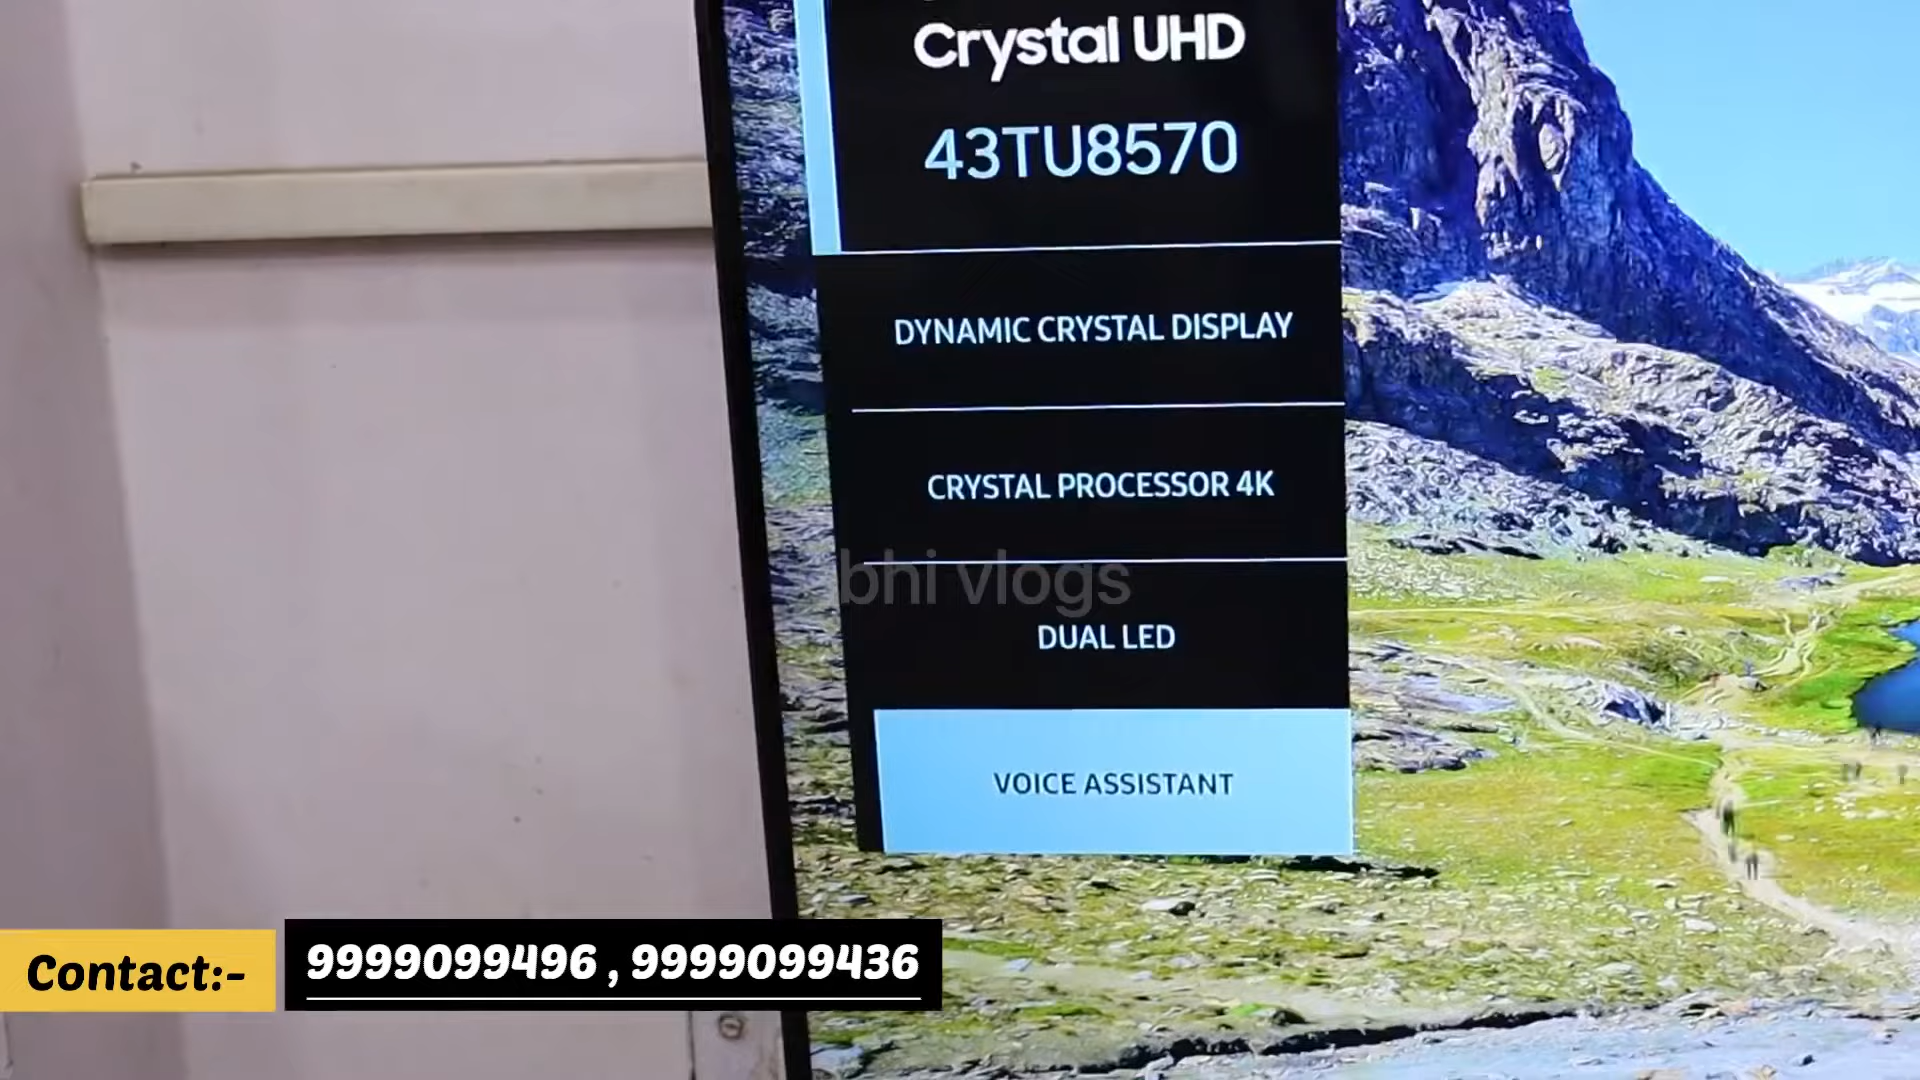 Crystal UHD
43TU8570
DYNAMIC CRYSTAL DISPLAY
CRYSTAL PROCESSOR 4K
bhi vlogs
DUAL LED
VOICE ASSISTANT
Contact:- 9999099496 , 9999099436